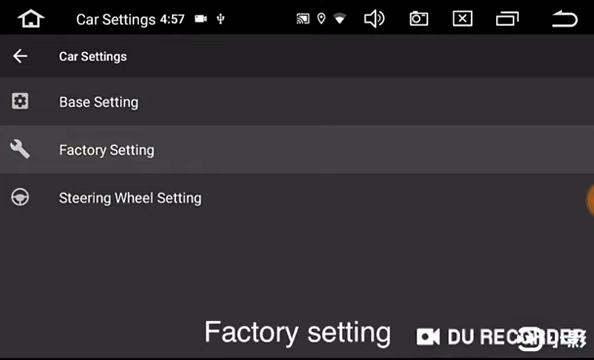 Car Settings 4:57
Car Settings
Base Setting
Factory Setting
Steering Wheel Setting
Factory setting
DU RECORDER